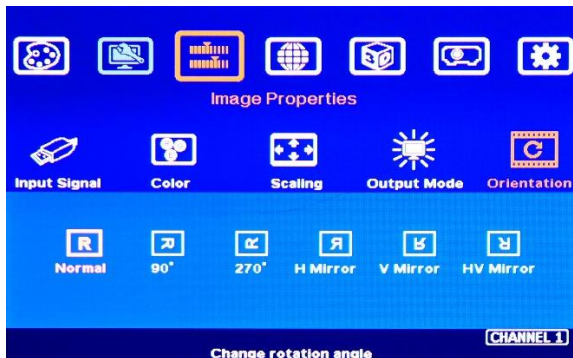 Image Properties
Input Signal Color Scaling Output Mode Orientation
R
Normal 90° 270° H Mirror V Mirror HV Mirror
CHANNEL 1
Change rotation angle